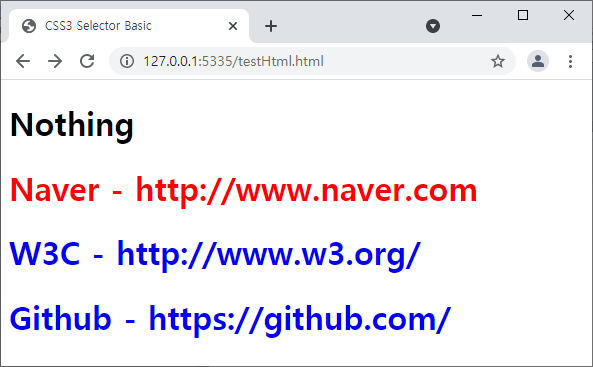 CSS3 Selector Basic
127.0.0.1:5335/testHtml.html
Nothing
Naver - http://www.naver.com
W3C - http://www.w3.org/
Github - https://github.com/